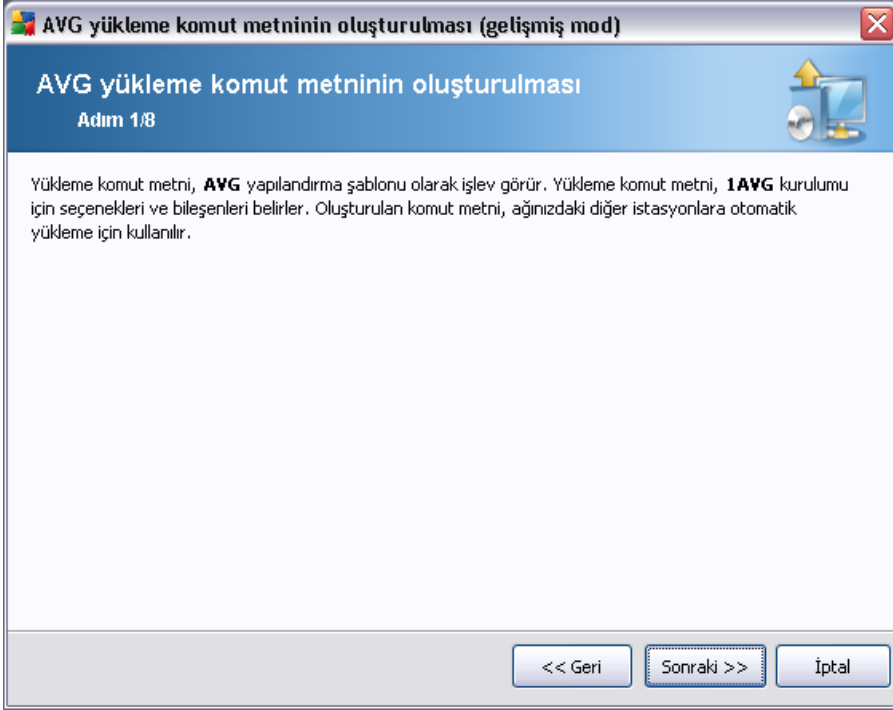 AVG yükleme komut metninin oluşturulması (gelişmiş mod)
AVG yükleme komut metninin oluşturulması
Adım 1/8
Yükleme komut metni, AVG yapılandırma şablonu olarak işlev görür. Yükleme komut metni, 1AVG kurulumu
için seçenekleri ve bileşenleri belirler. Oluşturulan komut metni, ağınızdaki diğer istasyonlara otomatik
yükleme için kullanılır.
<< Geri
Sonraki >>
İptal